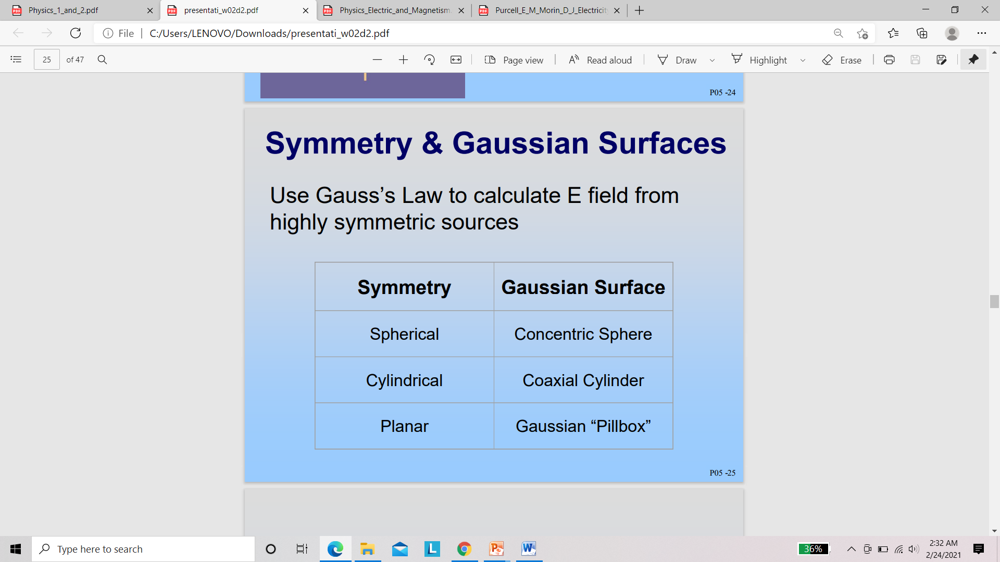 Physics_1_and_2.pdf
presentati_w02d2.pdf
Physics_Electric_and_Magnetism.
Purcell_E_M_Morin_D_J_Electricit
File
C:/Users/LENOVO/Downloads/presentati_w02d2.pdf
25 of 47
Page view
Read aloud
Draw
Highlight
Erase
P05 -24
Symmetry & Gaussian Surfaces
Use Gauss’s Law to calculate E field from
highly symmetric sources
Symmetry Gaussian Surface
Spherical Concentric Sphere
Cylindrical Coaxial Cylinder
Planar Gaussian “Pillbox”
P05 -25
Type here to search
36%
2:32 AM
2/24/2021